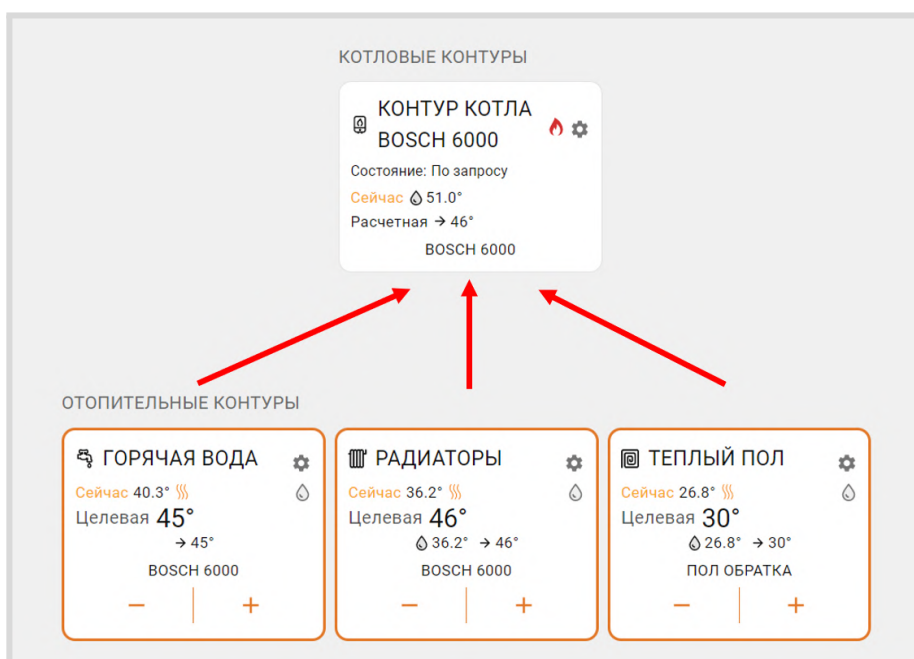 КОТЛОВЫЕ КОНТУРЫ
КОНТУР КОТЛА
BOSCH 6000
Состояние: По запросу
Сейчас 51.0°
Расчетная → 46°
BOSCH 6000
ОТОПИТЕЛЬНЫЕ КОНТУРЫ
ГОРЯЧАЯ ВОДА
Сейчас 40.3°
Целевая 45°
→ 45°
BOSCH 6000
− +
РАДИАТОРЫ
Сейчас 36.2°
Целевая 46°
36.2° → 46°
BOSCH 6000
− +
ТЕПЛЫЙ ПОЛ
Сейчас 26.8°
Целевая 30°
26.8° → 30°
ПОЛ ОБРАТКА
− +